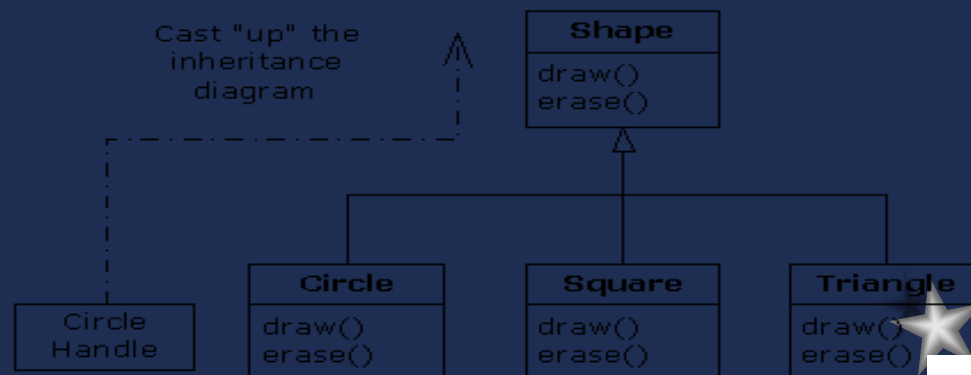 Cast "up" the
inheritance
diagram
Shape
draw()
erase()
Circle
Handle
Circle
draw()
erase()
Square
draw()
erase()
Triangle
draw()
erase()